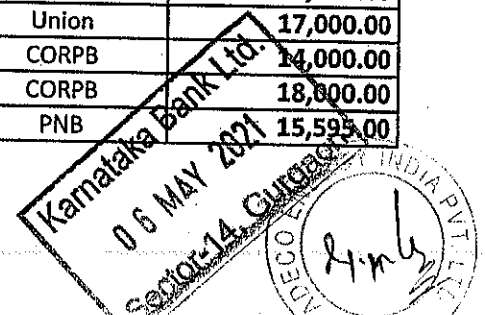 Union 17,000.00
CORPB 14,000.00
CORPB 18,000.00
PNB 15,595.00
Karnataka Bank Ltd.
06 MAY 2021
Sector-14, Gurgaon
ADECO
INDIA PVT. LTD